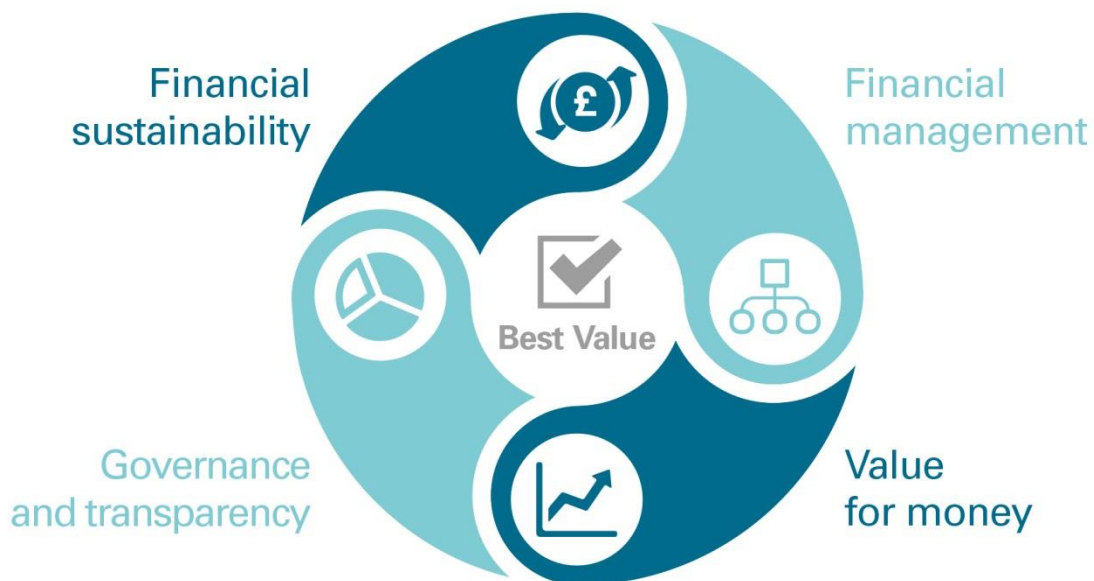 Financial
sustainability
£
Financial
management
Best Value
Governance
and transparency
Value
for money